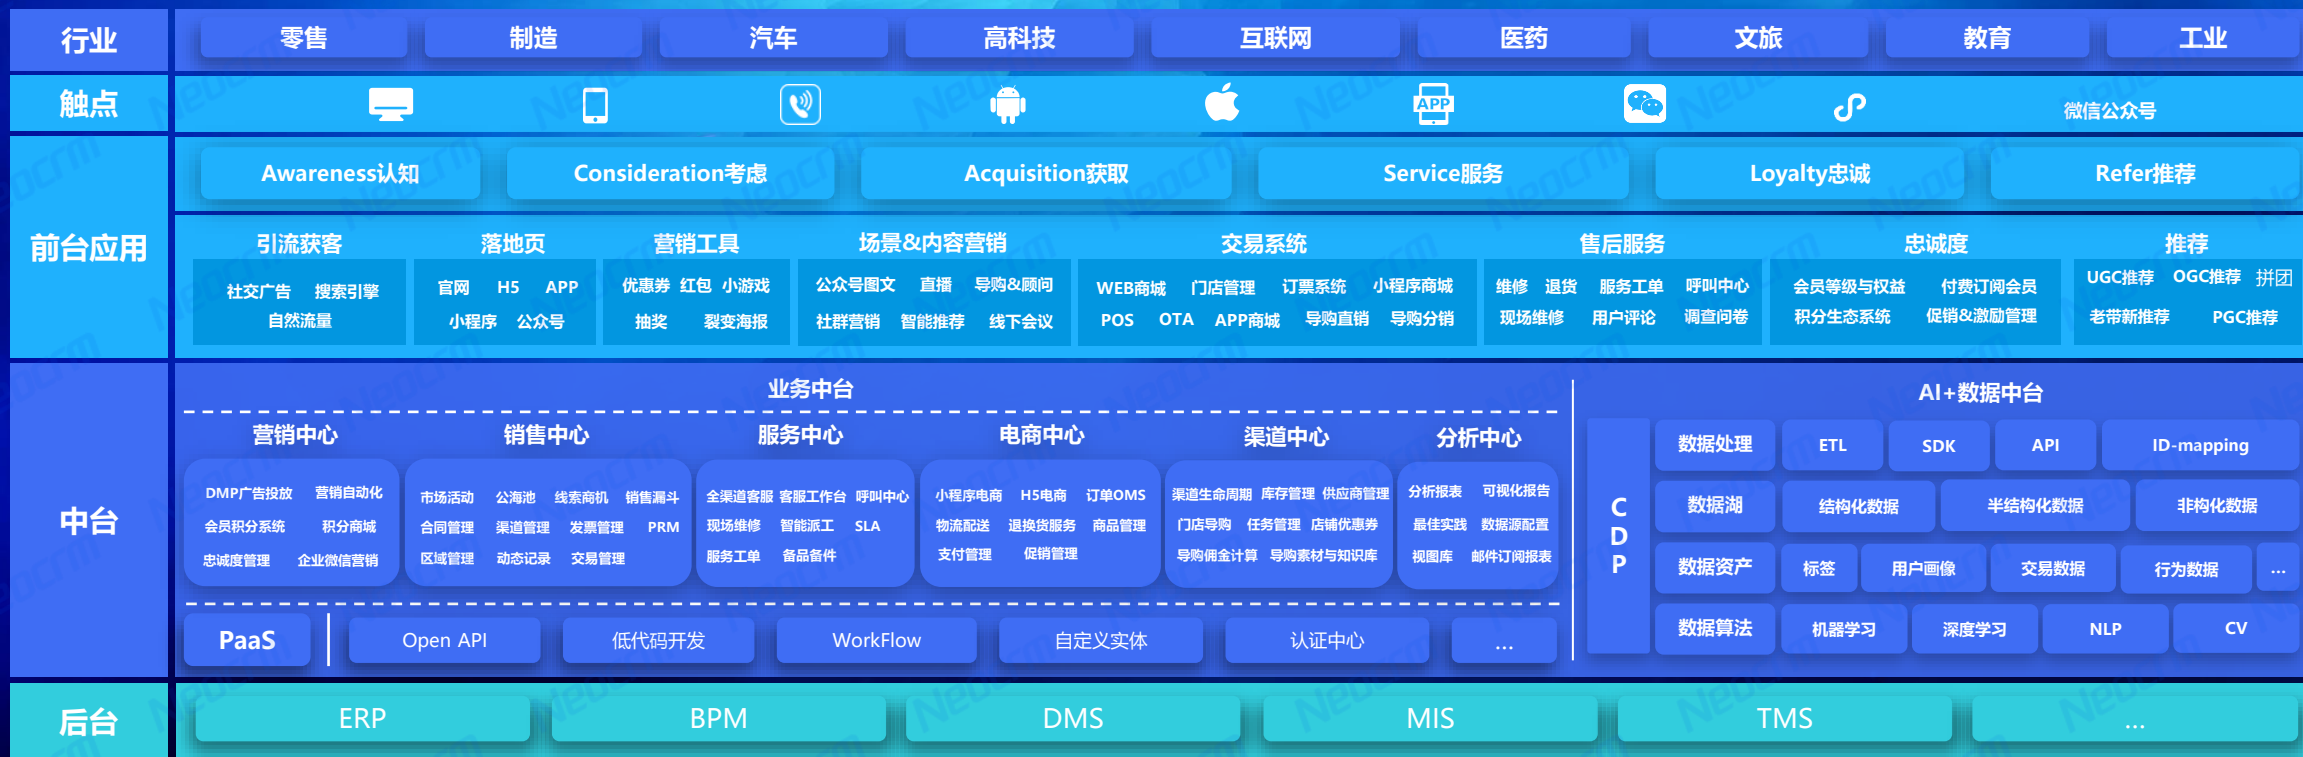 行业
零售 制造 汽车 高科技 互联网 医药 文旅 教育 工业
触点
APP
微信公众号
前台应用
Awareness认知 Consideration考虑 Acquisition获取 Service服务 Loyalty忠诚 Refer推荐
引流获客
社交广告 搜索引擎
自然流量
落地页
官网 H5 APP
小程序 公众号
营销工具
优惠券 红包 小游戏
抽奖 裂变海报
场景&内容营销
公众号图文 直播 导购&顾问
社群营销 智能推荐 线下会议
交易系统
WEB商城 门店管理 订票系统 小程序商城
POS OTA APP商城 导购直销 导购分销
售后服务
维修 退货 服务工单 呼叫中心
现场维修 用户评论 调查问卷
忠诚度
会员等级与权益 付费订阅会员
积分生态系统 促销&激励管理
推荐
UGC推荐 OGC推荐 拼团
老带新推荐 PGC推荐
中台
业务中台
营销中心
DMP广告投放 营销自动化
会员积分系统 积分商城
忠诚度管理 企业微信营销
销售中心
市场活动 公海池 线索商机 销售漏斗
合同管理 渠道管理 发票管理 PRM
区域管理 动态记录 交易管理
服务中心
全渠道客服 客服工作台 呼叫中心
现场维修 智能派工 SLA
服务工单 备品备件
电商中心
小程序电商 H5电商 订单OMS
物流配送 退换货服务 商品管理
支付管理 促销管理
渠道中心
渠道生命周期 库存管理 供应商管理
门店导购 任务管理 店铺优惠券
导购佣金计算 导购素材与知识库
分析中心
分析报表 可视化报告
最佳实践 数据源配置
视图库 邮件订阅报表
PaaS
Open API 低代码开发 WorkFlow 自定义实体 认证中心 ...
AI+数据中台
CDP
数据处理 ETL SDK API ID-mapping
数据湖 结构化数据 半结构化数据 非构化数据
数据资产 标签 用户画像 交易数据 行为数据 ...
数据算法 机器学习 深度学习 NLP CV
后台
ERP BPM DMS MIS TMS ...
Neocrm